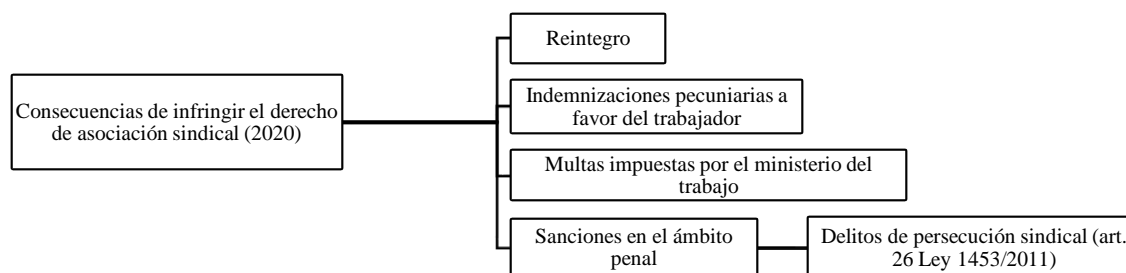 Reintegro
Consecuencias de infringir el derecho
de asociación sindical (2020)
Indemnizaciones pecuniarias a
favor del trabajador
Multas impuestas por el ministerio del
trabajo
Sanciones en el ámbito
penal
Delitos de persecución sindical (art.
26 Ley 1453/2011)